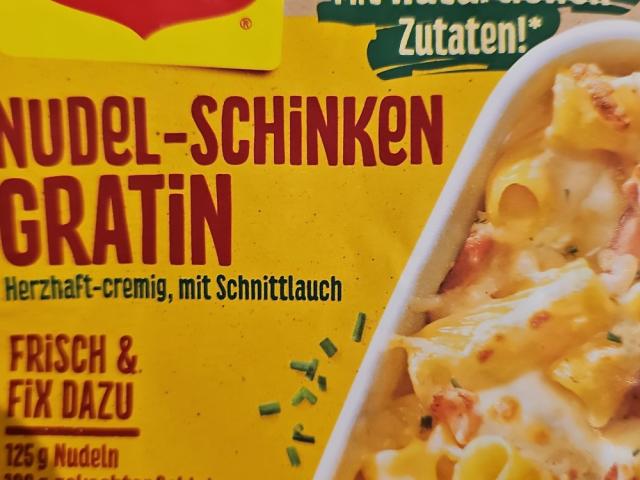 ®
Zutaten!*
NUDEL-SCHINKEN
GRATIN
Herzhaft-cremig, mit Schnittlauch
FRISCH &
FIX DAZU
125 g Nudeln